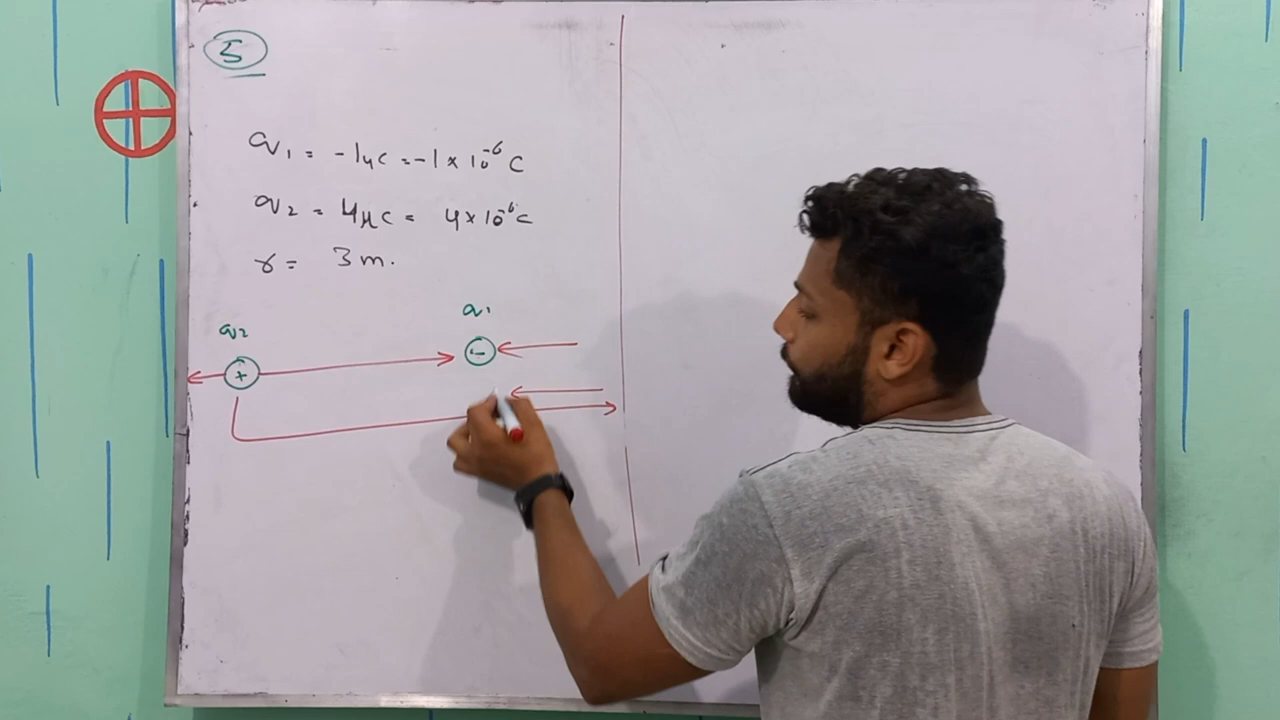 5
q₁ = -1μC = -1 × 10⁻⁶ C
q₂ = 4μC = 4 × 10⁻⁶ C
r = 3 m.
q₁
q₂
-
+